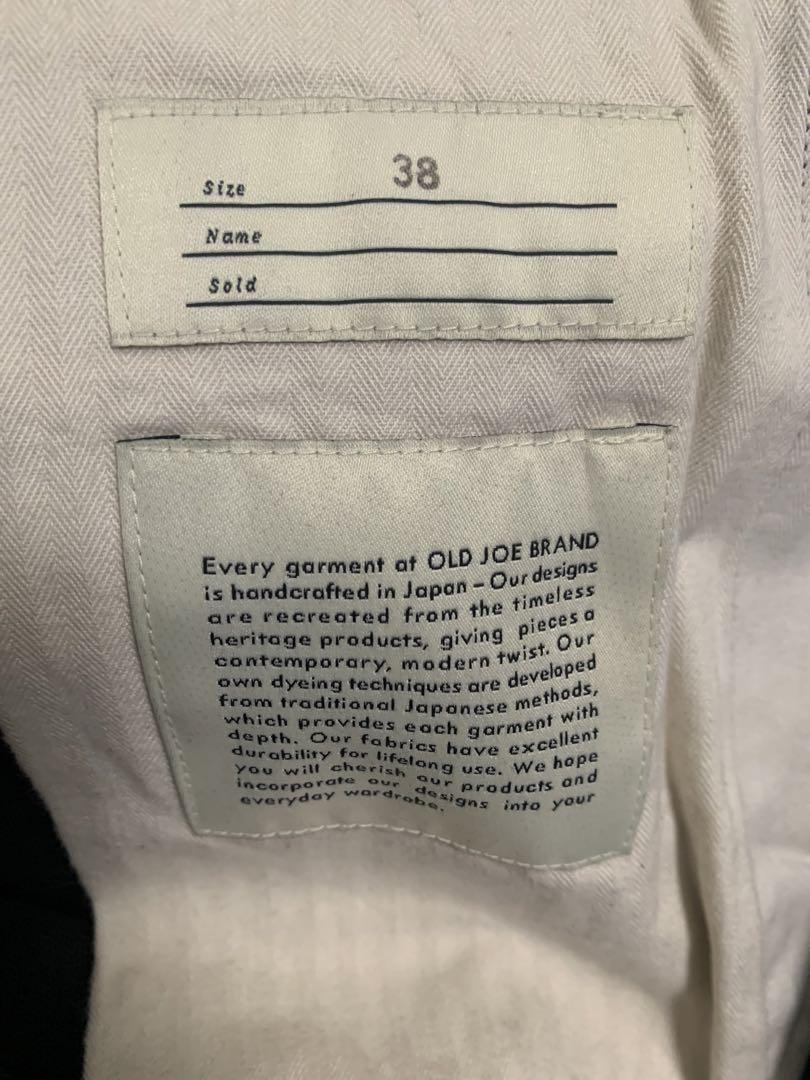 Size 38
Name
Sold
Every garment at OLD JOE BRAND
is handcrafted in Japan – Our designs
are recreated from the timeless
heritage products, giving pieces a
contemporary, modern twist. Our
own dyeing techniques are developed
from traditional Japanese methods,
which provides each garment with
depth. Our fabrics have excellent
durability for lifelong use. We hope
you will cherish our products and
incorporate our designs into your
everyday wardrobe.